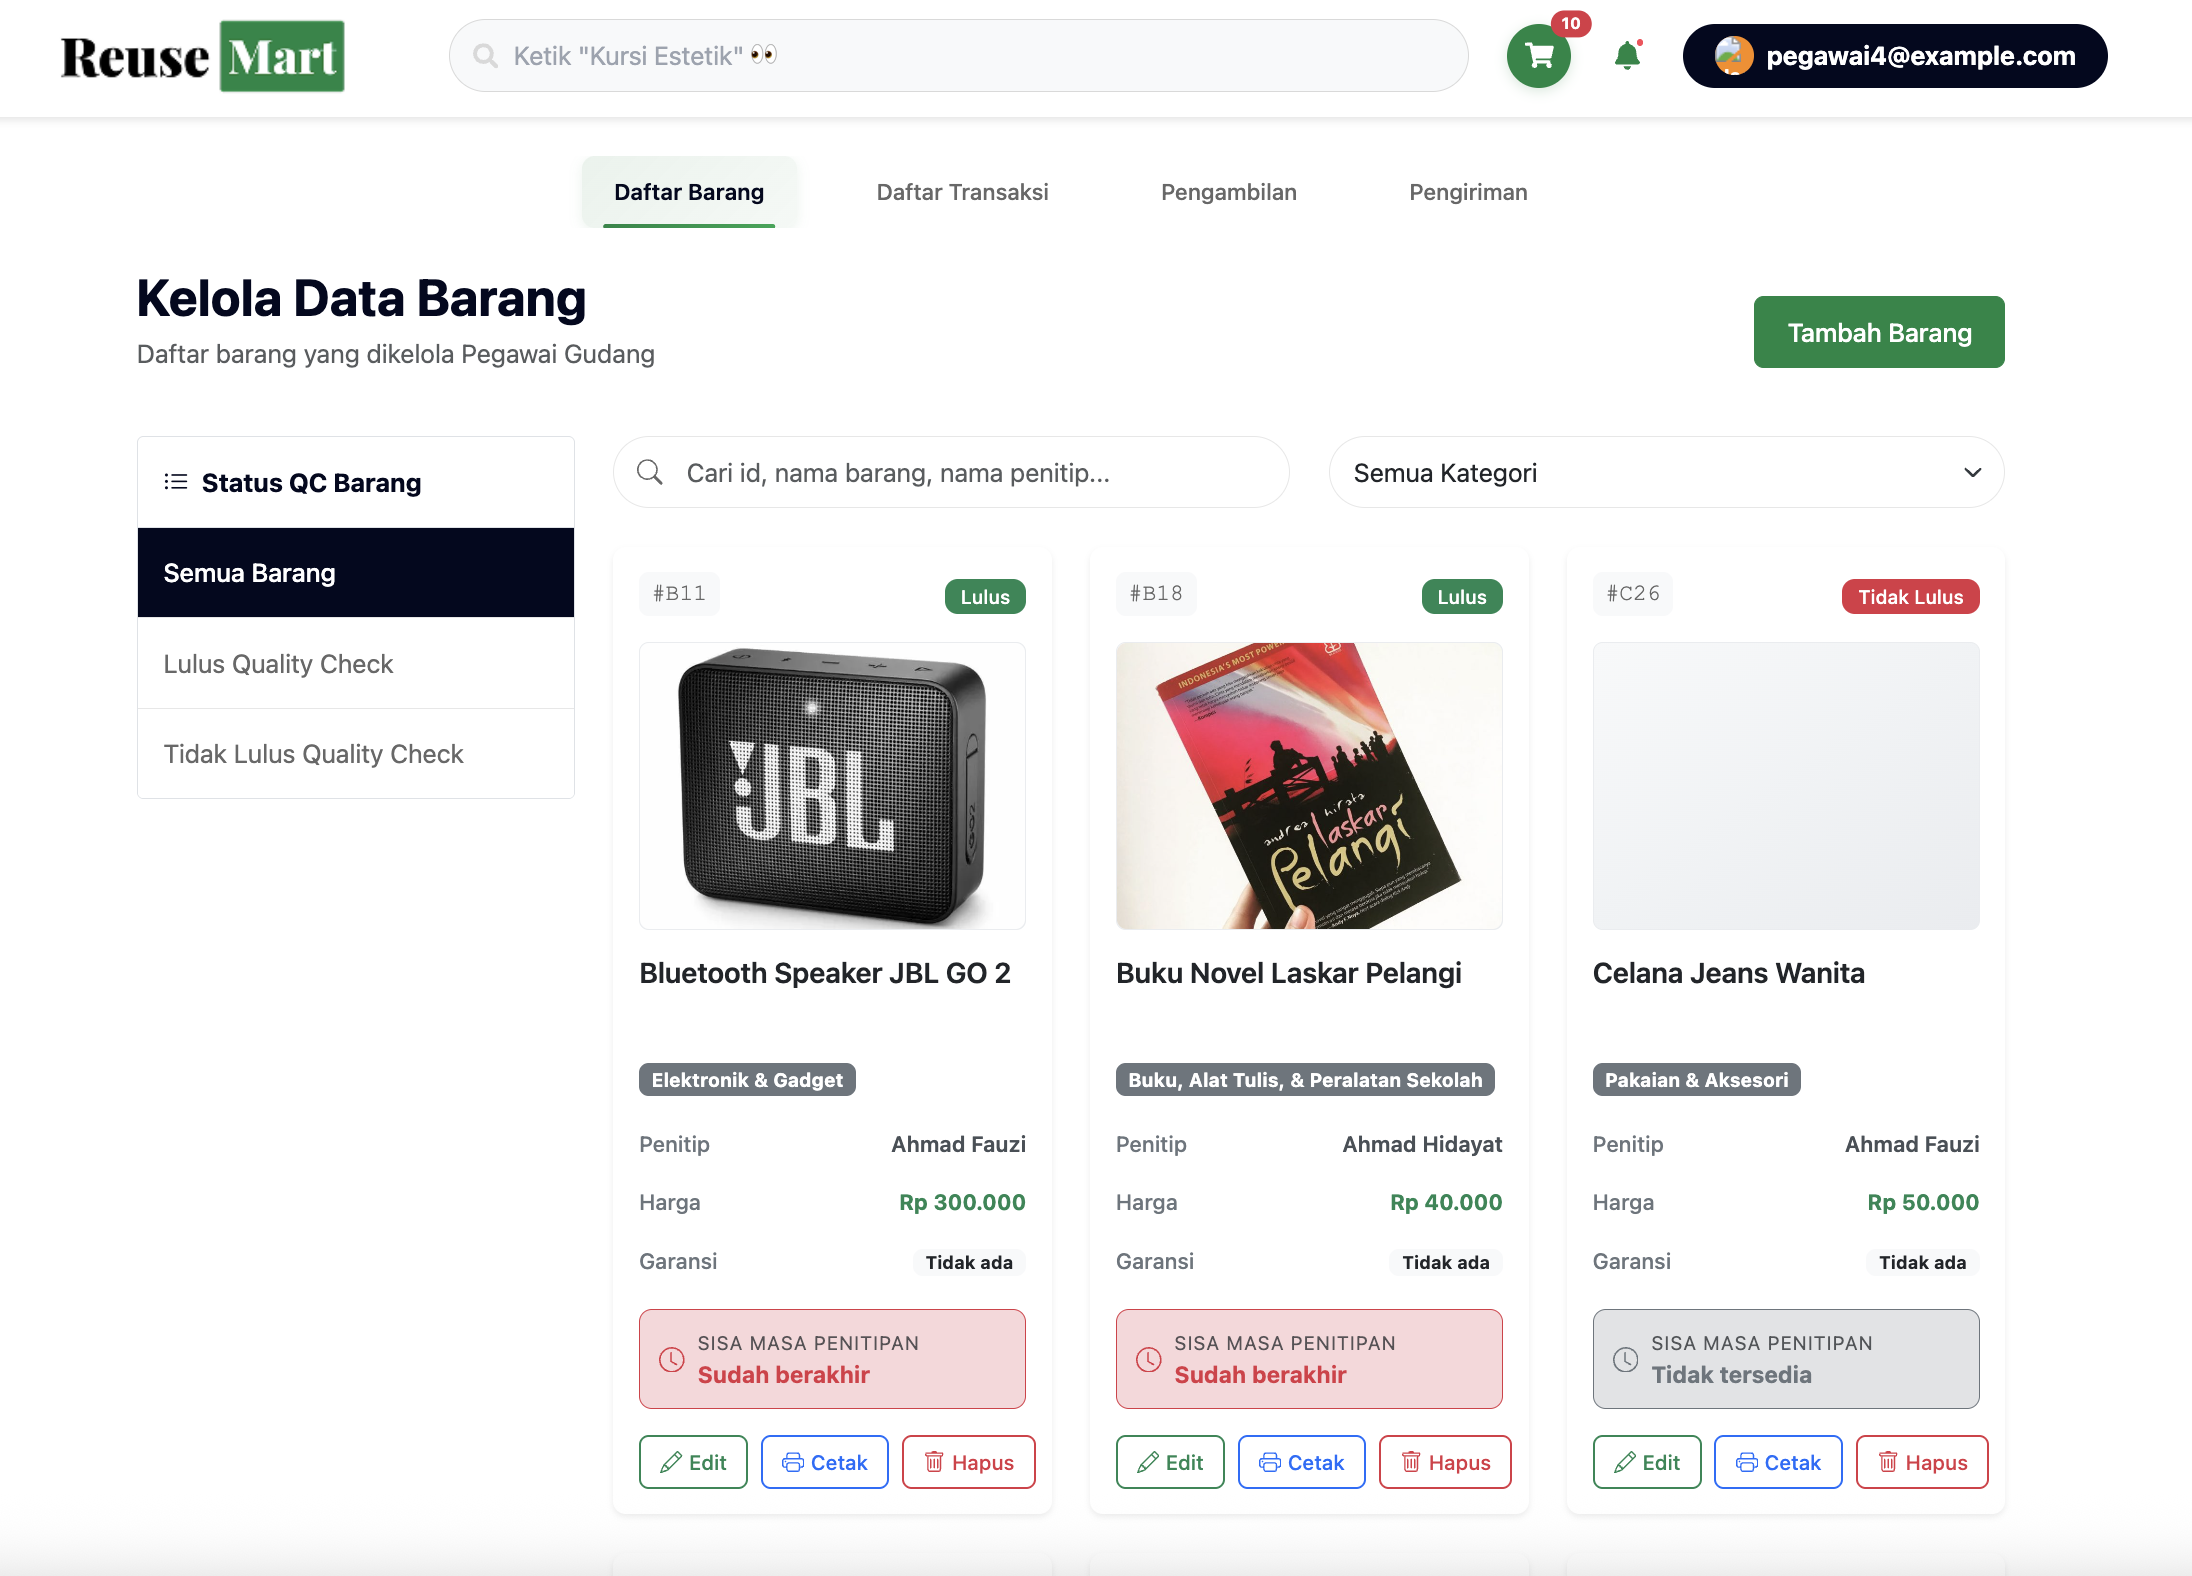 Reuse Mart
Ketik "Kursi Estetik" 👀
10
pegawai4@example.com
Daftar Barang
Daftar Transaksi
Pengambilan
Pengiriman
Kelola Data Barang
Daftar barang yang dikelola Pegawai Gudang
Tambah Barang
Status QC Barang
Semua Barang
Lulus Quality Check
Tidak Lulus Quality Check
Cari id, nama barang, nama penitip...
Semua Kategori
#B11
Lulus
JBL
GO 2
Bluetooth Speaker JBL GO 2
Elektronik & Gadget
Penitip
Ahmad Fauzi
Harga
Rp 300.000
Garansi
Tidak ada
SISA MASA PENITIPAN
Sudah berakhir
Edit
Cetak
Hapus
#B18
Lulus
INDONESIA'S MOST POWER
andrea hirata
laskar
Pelangi
Buku Novel Laskar Pelangi
Buku, Alat Tulis, & Peralatan Sekolah
Penitip
Ahmad Hidayat
Harga
Rp 40.000
Garansi
Tidak ada
SISA MASA PENITIPAN
Sudah berakhir
Edit
Cetak
Hapus
#C26
Tidak Lulus
Celana Jeans Wanita
Pakaian & Aksesori
Penitip
Ahmad Fauzi
Harga
Rp 50.000
Garansi
Tidak ada
SISA MASA PENITIPAN
Tidak tersedia
Edit
Cetak
Hapus